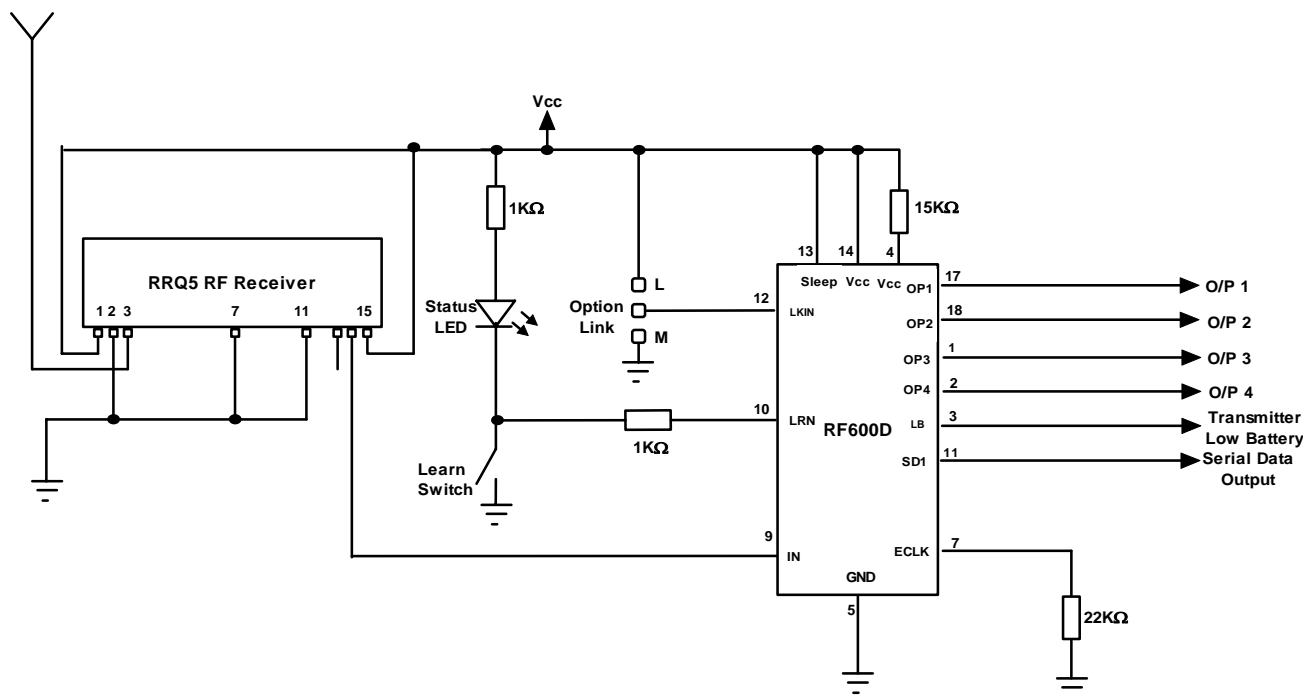 Vcc
1KΩ
15KΩ
RRQ5 RF Receiver
1 2 3 7 11 15
Status
LED
Option
Link
L
M
13 14 4
Sleep Vcc Vcc
12 LKIN
10 LRN
9 IN
RF600D
OP1 17 O/P 1
OP2 18 O/P 2
OP3 1 O/P 3
OP4 2 O/P 4
LB 3 Transmitter
Low Battery
SD1 11 Serial Data
Output
ECLK 7
GND
5
1KΩ
Learn
Switch
22KΩ